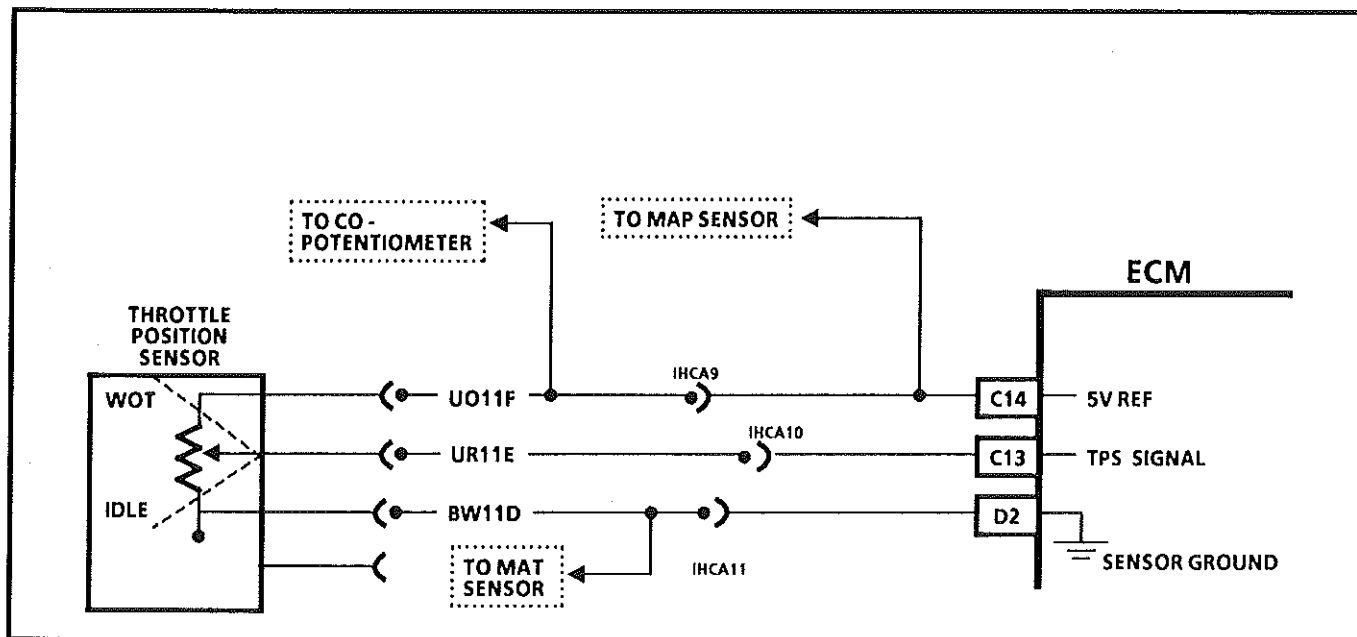 TO CO -
POTENTIOMETER
TO MAP SENSOR
ECM
THROTTLE
POSITION
SENSOR
WOT
UO11F
IHCA9
C14
5V REF
UR11E
IHCA10
C13
TPS SIGNAL
IDLE
BW11D
D2
TO MAT
SENSOR
IHCA11
SENSOR GROUND